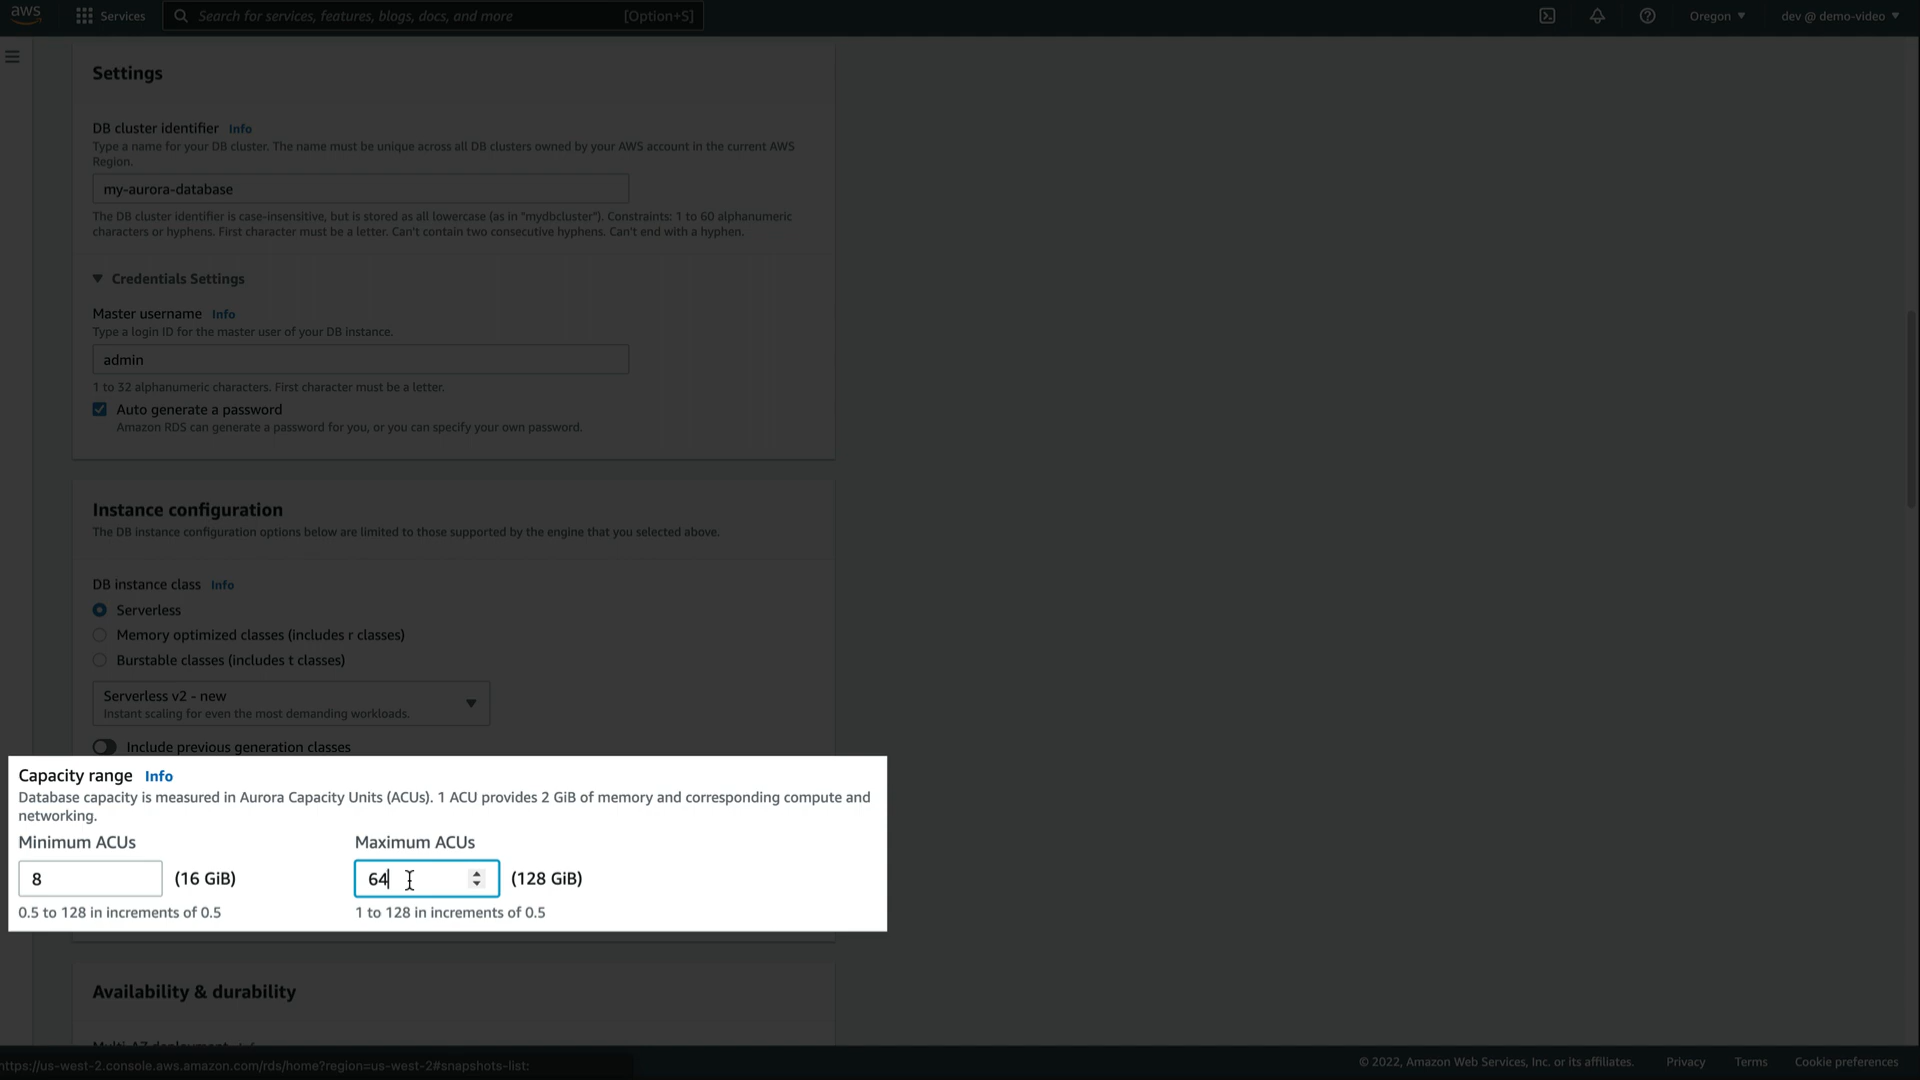 aws
Services
Search for services, features, blogs, docs, and more
[Option+S]
Oregon ▼
dev @ demo-video ▼
Settings
DB cluster identifier Info
Type a name for your DB cluster. The name must be unique across all DB clusters owned by your AWS account in the current AWS
Region.
my-aurora-database
The DB cluster identifier is case-insensitive, but is stored as all lowercase (as in "mydbcluster"). Constraints: 1 to 60 alphanumeric
characters or hyphens. First character must be a letter. Can't contain two consecutive hyphens. Can't end with a hyphen.
▼ Credentials Settings
Master username Info
Type a login ID for the master user of your DB instance.
admin
1 to 32 alphanumeric characters. First character must be a letter.
Auto generate a password
Amazon RDS can generate a password for you, or you can specify your own password.
Instance configuration
The DB instance configuration options below are limited to those supported by the engine that you selected above.
DB instance class Info
Serverless
Memory optimized classes (includes r classes)
Burstable classes (includes t classes)
Serverless v2 - new
Instant scaling for even the most demanding workloads.
Include previous generation classes
Capacity range Info
Database capacity is measured in Aurora Capacity Units (ACUs). 1 ACU provides 2 GiB of memory and corresponding compute and
networking.
Minimum ACUs
Maximum ACUs
8 (16 GiB)
64 (128 GiB)
0.5 to 128 in increments of 0.5
1 to 128 in increments of 0.5
Availability & durability
Multi-AZ deployment
https://us-west-2.console.aws.amazon.com/rds/home?region=us-west-2#snapshots-list:
© 2022, Amazon Web Services, Inc. or its affiliates.
Privacy
Terms
Cookie preferences